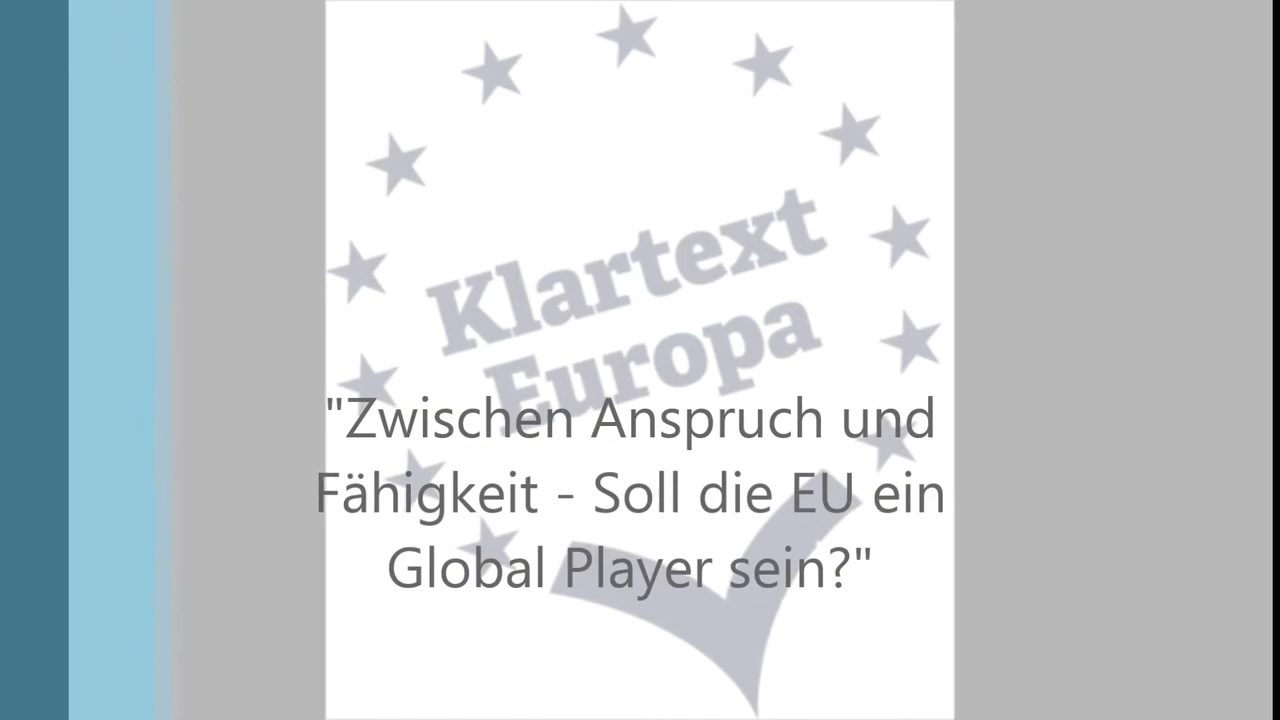 Klartext
Europa
"Zwischen Anspruch und
Fähigkeit - Soll die EU ein
Global Player sein?"